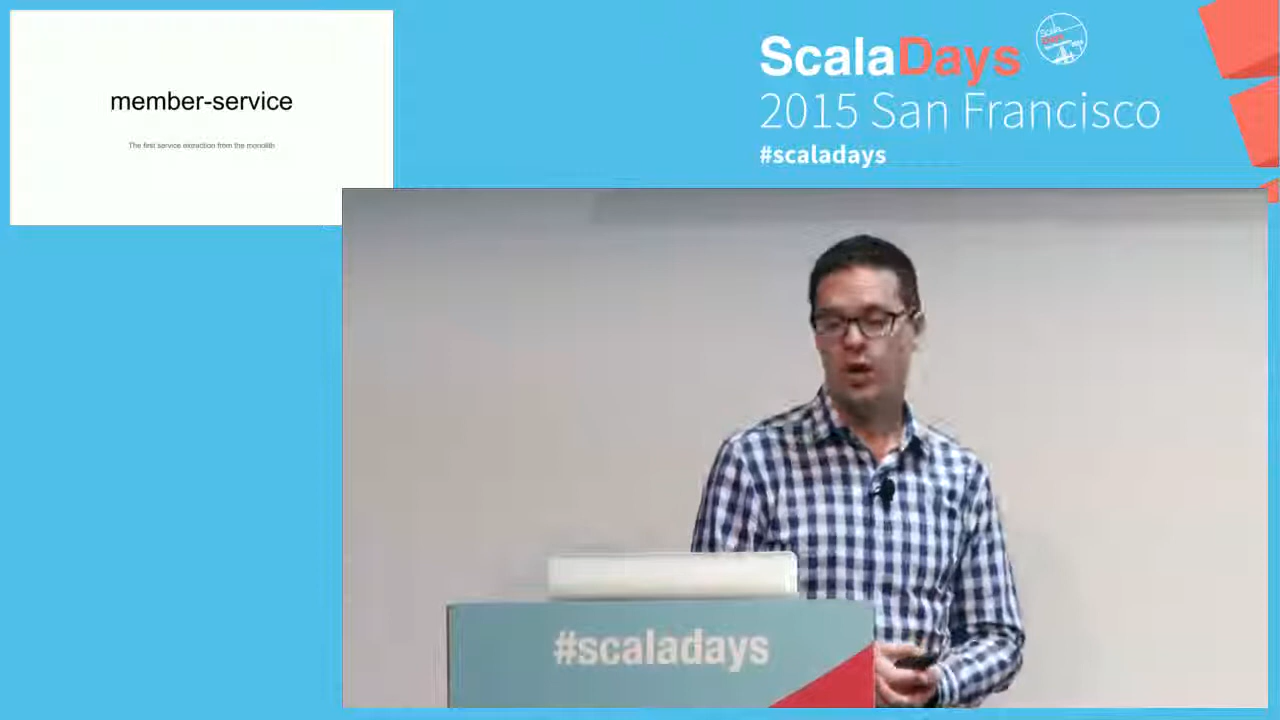 member-service
The first service extraction from the monolith
ScalaDays
2015 San Francisco
#scaladays
#scaladays